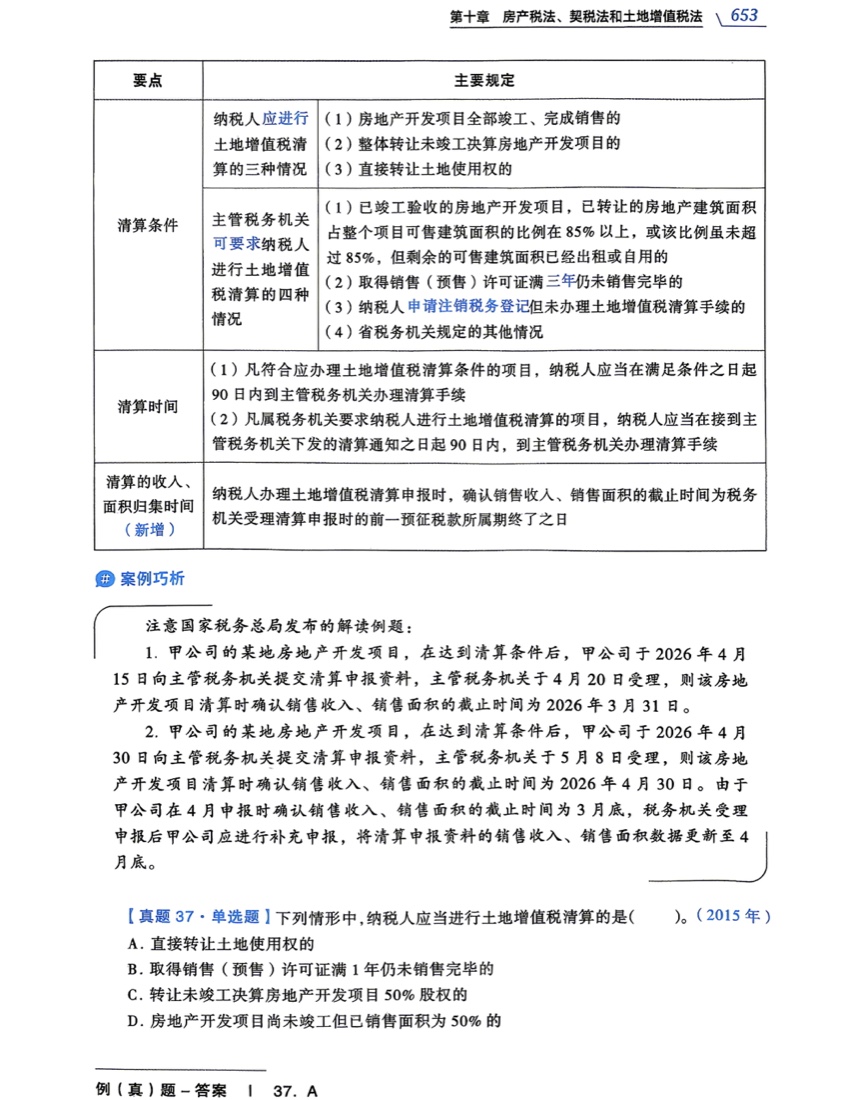 第十章 房产税法、契税法和土地增值税法 653
要点 主要规定
清算条件
纳税人应进行
土地增值税清
算的三种情况
(1)房地产开发项目全部竣工、完成销售的
(2)整体转让未竣工决算房地产开发项目的
(3)直接转让土地使用权的
主管税务机关
可要求纳税人
进行土地增值
税清算的四种
情况
(1)已竣工验收的房地产开发项目，已转让的房地产建筑面积
占整个项目可售建筑面积的比例在85%以上，或该比例虽未超
过85%，但剩余的可售建筑面积已经出租或自用的
(2)取得销售（预售）许可证满三年仍未销售完毕的
(3)纳税人申请注销税务登记但未办理土地增值税清算手续的
(4)省税务机关规定的其他情况
清算时间
(1)凡符合应办理土地增值税清算条件的项目，纳税人应当在满足条件之日起
90日内到主管税务机关办理清算手续
(2)凡属税务机关要求纳税人进行土地增值税清算的项目，纳税人应当在接到主
管税务机关下发的清算通知之日起90日内，到主管税务机关办理清算手续
清算的收入、
面积归集时间
（新增）
纳税人办理土地增值税清算申报时，确认销售收入、销售面积的截止时间为税务
机关受理清算申报时的前一预征税款所属期终了之日
# 案例巧析
注意国家税务总局发布的解读例题：
1. 甲公司的某地房地产开发项目，在达到清算条件后，甲公司于2026年4月
15日向主管税务机关提交清算申报资料，主管税务机关于4月20日受理，则该房地
产开发项目清算时确认销售收入、销售面积的截止时间为2026年3月31日。
2. 甲公司的某地房地产开发项目，在达到清算条件后，甲公司于2026年4月
30日向主管税务机关提交清算申报资料，主管税务机关于5月8日受理，则该房地
产开发项目清算时确认销售收入、销售面积的截止时间为2026年4月30日。由于
甲公司在4月申报时确认销售收入、销售面积的截止时间为3月底，税务机关受理
申报后甲公司应进行补充申报，将清算申报资料的销售收入、销售面积数据更新至4
月底。
【真题37·单选题】下列情形中，纳税人应当进行土地增值税清算的是(　　)。（2015年）
A. 直接转让土地使用权的
B. 取得销售（预售）许可证满1年仍未销售完毕的
C. 转让未竣工决算房地产开发项目50%股权的
D. 房地产开发项目尚未竣工但已销售面积为50%的
例（真）题－答案 | 37. A